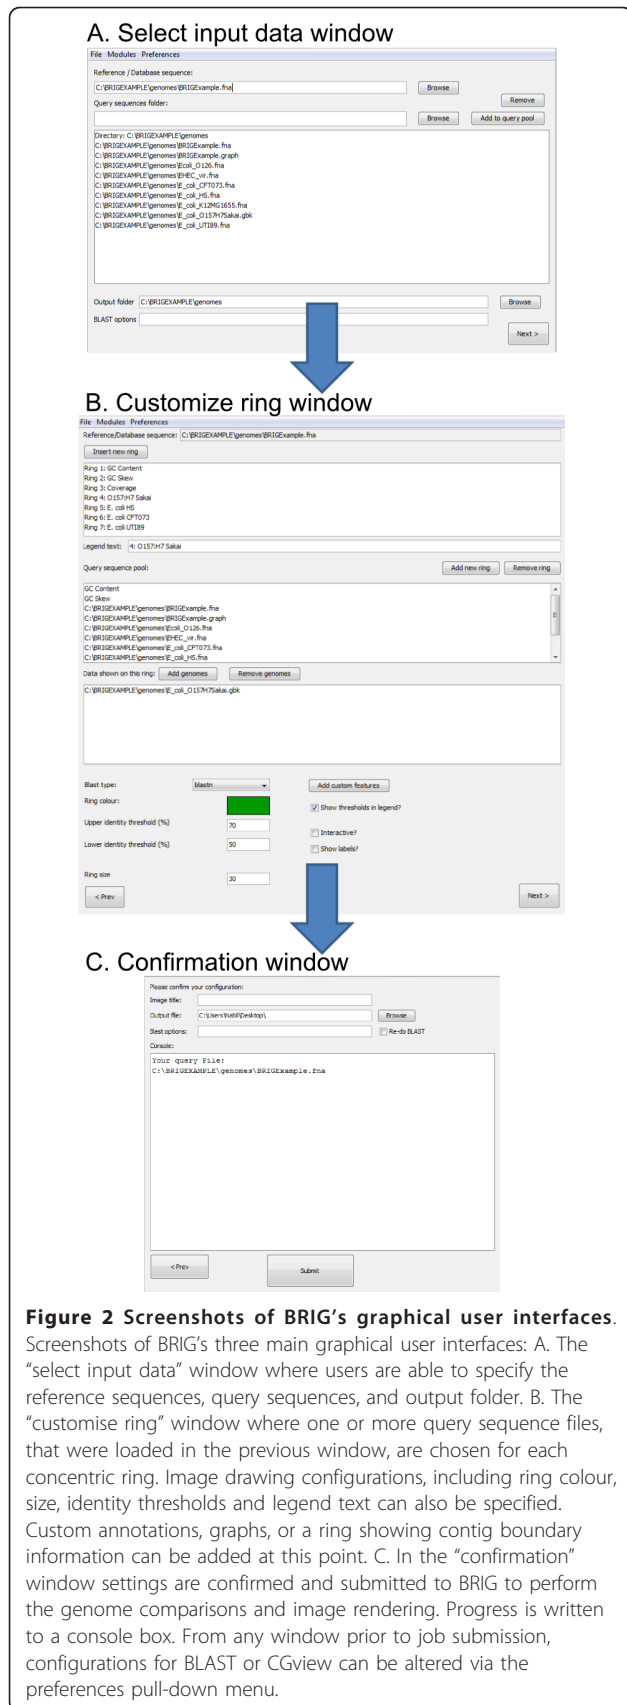 A. Select input data window
File Modules Preferences
Reference / Database sequence:
C:\BRIGEXAMPLE\genomes\BRIGExample.fna
Browse
Remove
Query sequences folder:
Browse
Add to query pool
Directory: C:\BRIGEXAMPLE\genomes
C:\BRIGEXAMPLE\genomes\BRIGExample.fna
C:\BRIGEXAMPLE\genomes\BRIGExample.graph
C:\BRIGEXAMPLE\genomes\Ecoli_O126.fna
C:\BRIGEXAMPLE\genomes\EHEC_vir.fna
C:\BRIGEXAMPLE\genomes\E_coli_CFT073.fna
C:\BRIGEXAMPLE\genomes\E_coli_HS.fna
C:\BRIGEXAMPLE\genomes\E_coli_K12MG1655.fna
C:\BRIGEXAMPLE\genomes\E_coli_O157H7Sakai.gbk
C:\BRIGEXAMPLE\genomes\E_coli_UTI89.fna
Output folder C:\BRIGEXAMPLE\genomes Browse
BLAST options
Next >
B. Customize ring window
File Modules Preferences
Reference/Database sequence: C:\BRIGEXAMPLE\genomes\BRIGExample.fna
Insert new ring
Ring 1: GC Content
Ring 2: GC Skew
Ring 3: Coverage
Ring 4: O157:H7 Sakai
Ring 5: E. coli HS
Ring 6: E. coli CFT073
Ring 7: E. coli UTI89
Legend text: 4: O157:H7 Sakai
Query sequence pool: Add new ring Remove ring
GC Content
GC Skew
C:\BRIGEXAMPLE\genomes\BRIGExample.fna
C:\BRIGEXAMPLE\genomes\BRIGExample.graph
C:\BRIGEXAMPLE\genomes\Ecoli_O126.fna
C:\BRIGEXAMPLE\genomes\EHEC_vir.fna
C:\BRIGEXAMPLE\genomes\E_coli_CFT073.fna
C:\BRIGEXAMPLE\genomes\E_coli_HS.fna
Data shown on this ring: Add genomes Remove genomes
C:\BRIGEXAMPLE\genomes\E_coli_O157H7Sakai.gbk
Blast type: blastn Add custom features
Ring colour: Show thresholds in legend?
Upper identity threshold (%) 70 Interactive?
Lower identity threshold (%) 50 Show labels?
Ring size 30
< Prev Next >
C. Confirmation window
Please confirm your configuration:
Image title:
Output file: C:\Users\Nabil\Desktop\ Browse
Blast options: Re-do BLAST
Console:
Your query File:
C:\BRIGEXAMPLE\genomes\BRIGExample.fna
< Prev Submit
Figure 2 Screenshots of BRIG's graphical user interfaces.
Screenshots of BRIG's three main graphical user interfaces: A. The
"select input data" window where users are able to specify the
reference sequences, query sequences, and output folder. B. The
"customise ring" window where one or more query sequence files,
that were loaded in the previous window, are chosen for each
concentric ring. Image drawing configurations, including ring colour,
size, identity thresholds and legend text can also be specified.
Custom annotations, graphs, or a ring showing contig boundary
information can be added at this point. C. In the "confirmation"
window settings are confirmed and submitted to BRIG to perform
the genome comparisons and image rendering. Progress is written
to a console box. From any window prior to job submission,
configurations for BLAST or CGview can be altered via the
preferences pull-down menu.